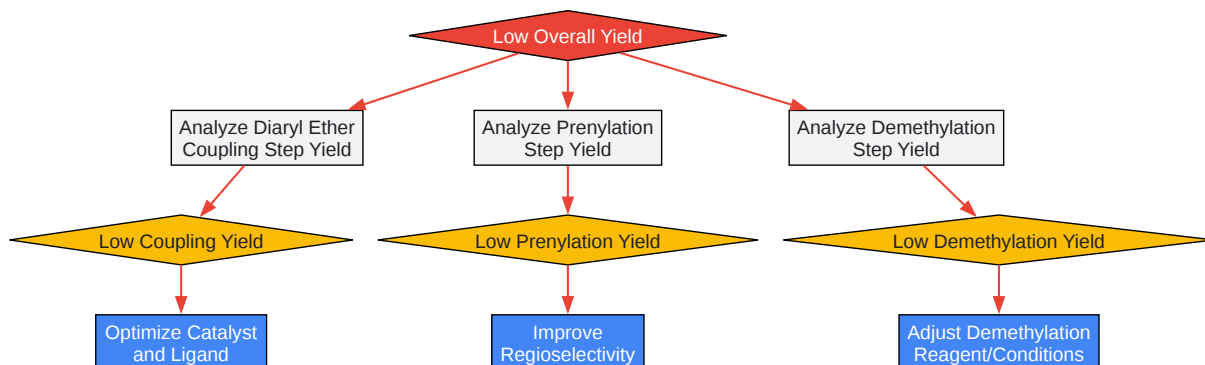 Low Overall Yield
Analyze Diaryl Ether
Coupling Step Yield
Analyze Prenylation
Step Yield
Analyze Demethylation
Step Yield
Low Coupling Yield
Low Prenylation Yield
Low Demethylation Yield
Optimize Catalyst
and Ligand
Improve
Regioselectivity
Adjust Demethylation
Reagent/Conditions